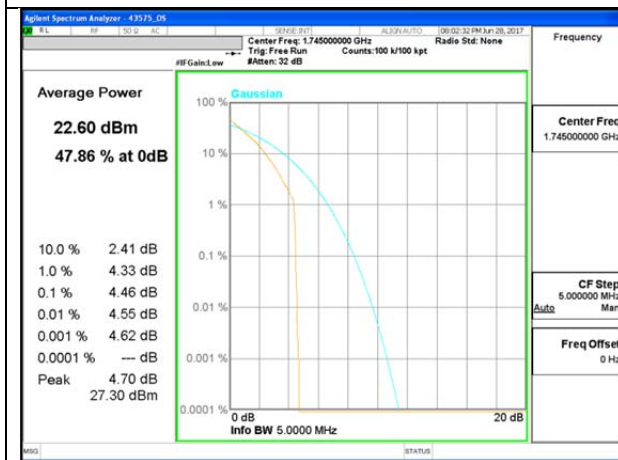 Agilent Spectrum Analyzer - 43575_OS
RL RF 50 Ω AC SENSE:INT ALIGN AUTO 08:02:32 PM Jun 28, 2017
Center Freq: 1.745000000 GHz Radio Std: None
Trig: Free Run Counts:100 k/100 kpt
#IFGain:Low #Atten: 32 dB
Frequency
Average Power
22.60 dBm
47.86 % at 0dB
10.0 % 2.41 dB
1.0 % 4.33 dB
0.1 % 4.46 dB
0.01 % 4.55 dB
0.001 % 4.62 dB
0.0001 % --- dB
Peak 4.70 dB
27.30 dBm
Gaussian
100 %
10 %
1 %
0.1 %
0.01 %
0.001 %
0.0001 %
0 dB 20 dB
Info BW 5.0000 MHz
Center Freq
1.745000000 GHz
CF Step
5.000000 MHz
Auto Man
Freq Offset
0 Hz
MSG STATUS